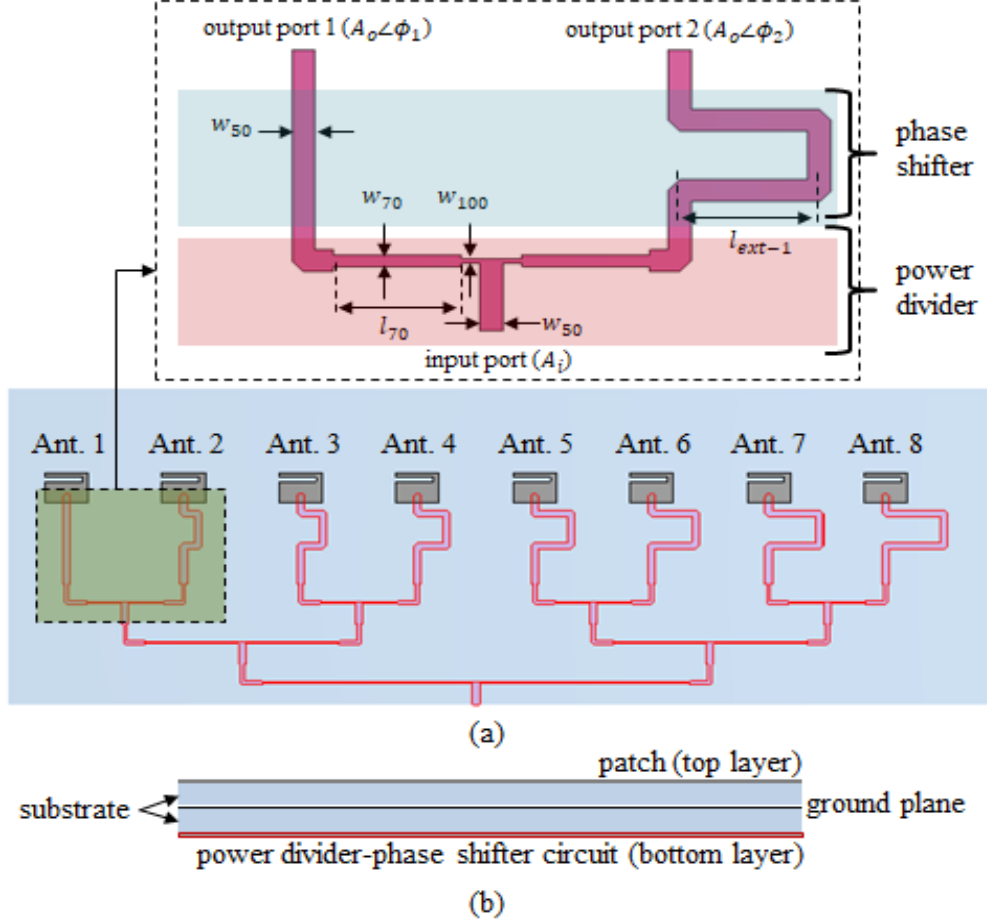 output port 1 (A_o∠ϕ_1)
output port 2 (A_o∠ϕ_2)
w_50
phase
shifter
w_70
w_100
l_ext−1
power
divider
l_70
w_50
input port (A_i)
Ant. 1
Ant. 2
Ant. 3
Ant. 4
Ant. 5
Ant. 6
Ant. 7
Ant. 8
(a)
patch (top layer)
substrate
ground plane
power divider-phase shifter circuit (bottom layer)
(b)